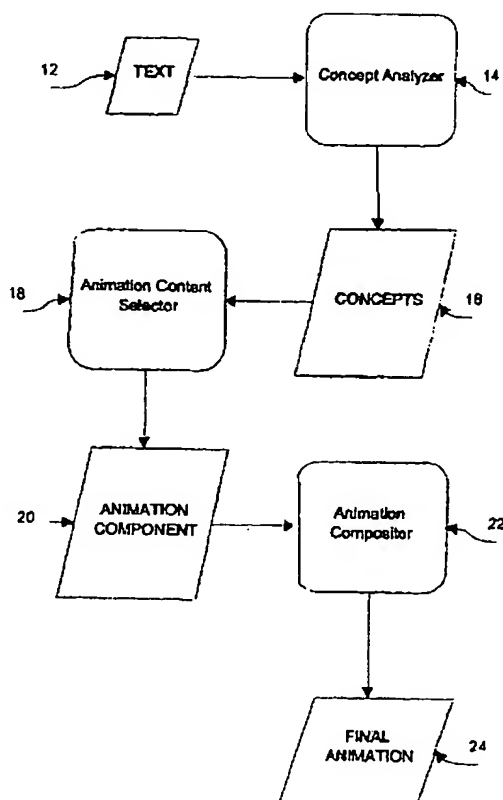 12
TEXT
Concept Analyzer
14
18
Animation Content
Selector
CONCEPTS
18
20
ANIMATION
COMPONENT
Animation
Compositor
22
FINAL
ANIMATION
24